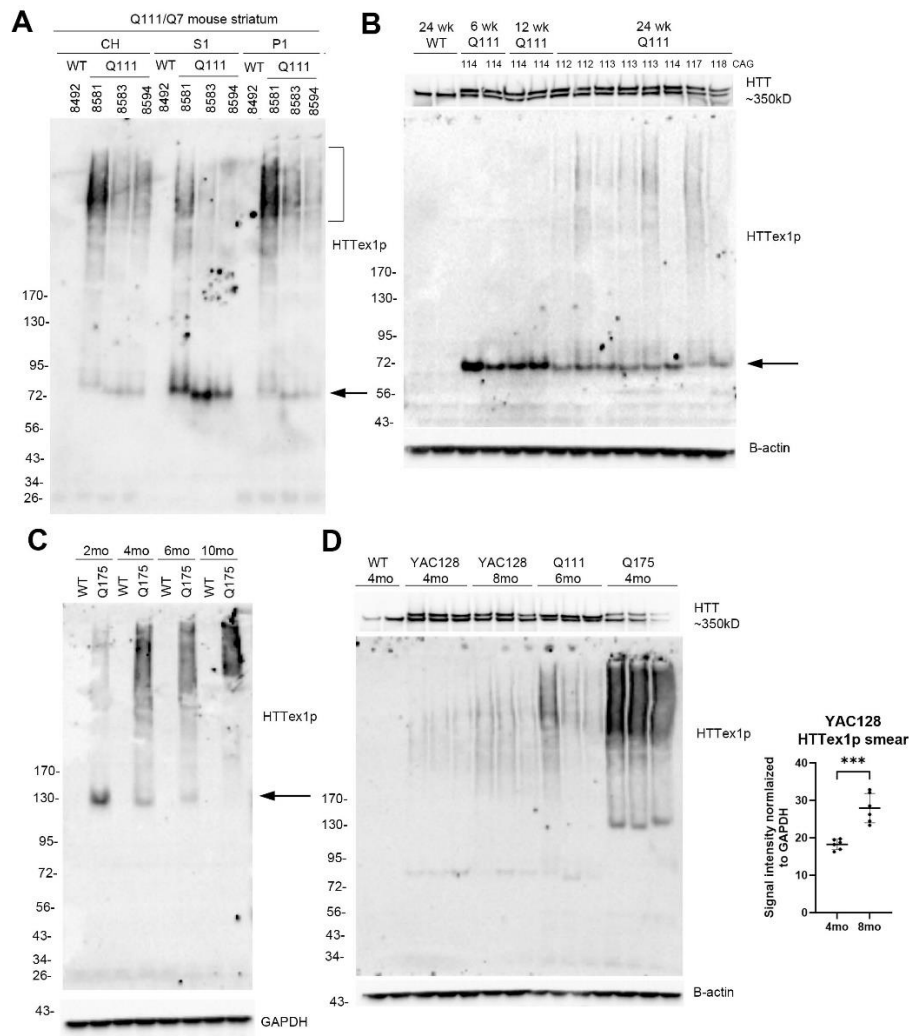 A
Q111/Q7 mouse striatum
CH S1 P1
WT Q111 WT Q111 WT Q111
8492 8581 8583 8594 8492 8581 8583 8594 8492 8581 8583 8594
HTTex1p
170-
130-
95-
72-
56-
43-
34-
26-
B
24 wk WT
6 wk Q111
12 wk Q111
24 wk Q111
114 114 114 114 112 112 113 113 113 114 117 118 CAG
HTT
~350kD
HTTex1p
170-
130-
95-
72-
56-
43-
B-actin
C
2mo 4mo 6mo 10mo
WT Q175 WT Q175 WT Q175 WT Q175
HTTex1p
170-
130-
95-
72-
56-
43-
34-
26-
43-
GAPDH
D
WT 4mo
YAC128 4mo
YAC128 8mo
Q111 6mo
Q175 4mo
HTT
~350kD
HTTex1p
170-
130-
95-
72-
56-
43-
34-
43-
B-actin
YAC128
HTTex1p smear
***
Signal intensity normlaized
to GAPDH
40
30
20
10
0
4mo 8mo